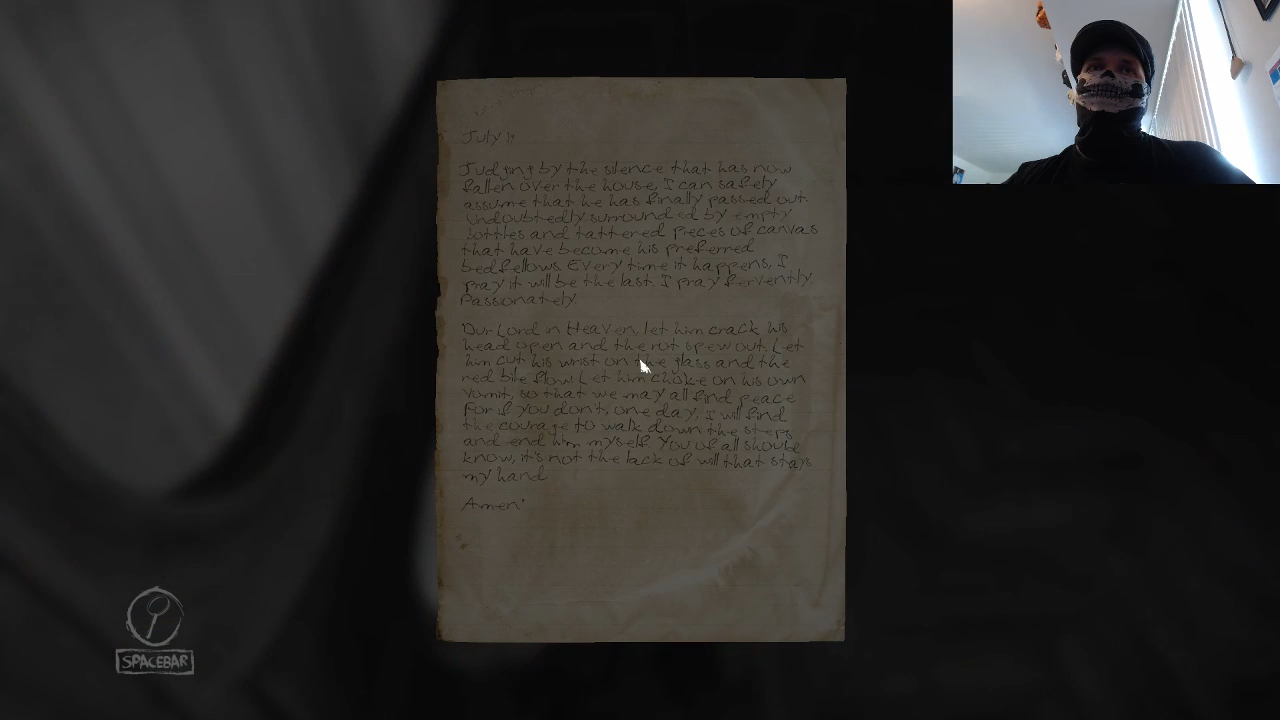 July 19
Judging by the silence that has now
fallen over the house, I can safely
assume that he has finally passed out.
Undoubtedly surrounded by empty
bottles and tattered pieces of canvas
that have become his preferred
bedfellows. Every time it happens, I
pray it will be the last. I pray fervently.
Passionately.
Our Lord in Heaven, let him crack his
head open and the rot spew out. Let
him cut his wrist on the glass and the
red bile flow. Let him choke on his own
vomit, so that we may all find peace
For if you don't, one day, I will find
the courage to walk down the steps
and end him myself. You of all should
know, it's not the lack of will that stays
my hand
Amen'
SPACEBAR